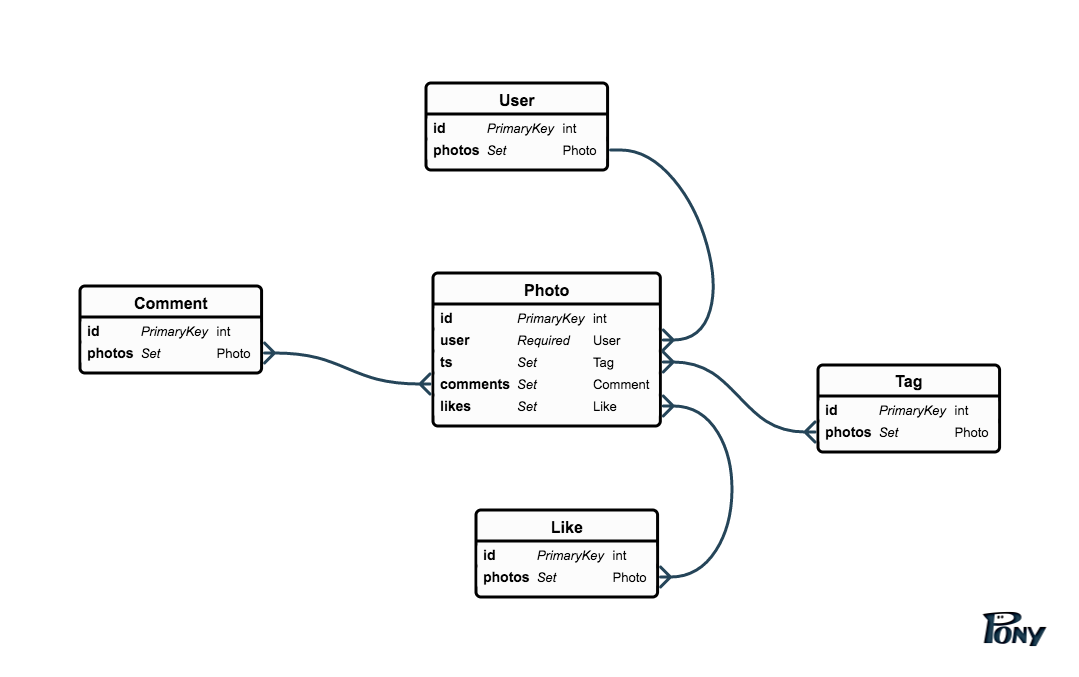 User
id PrimaryKey int
photos Set Photo
Comment
id PrimaryKey int
photos Set Photo
Photo
id PrimaryKey int
user Required User
ts Set Tag
comments Set Comment
likes Set Like
Tag
id PrimaryKey int
photos Set Photo
Like
id PrimaryKey int
photos Set Photo
PONY